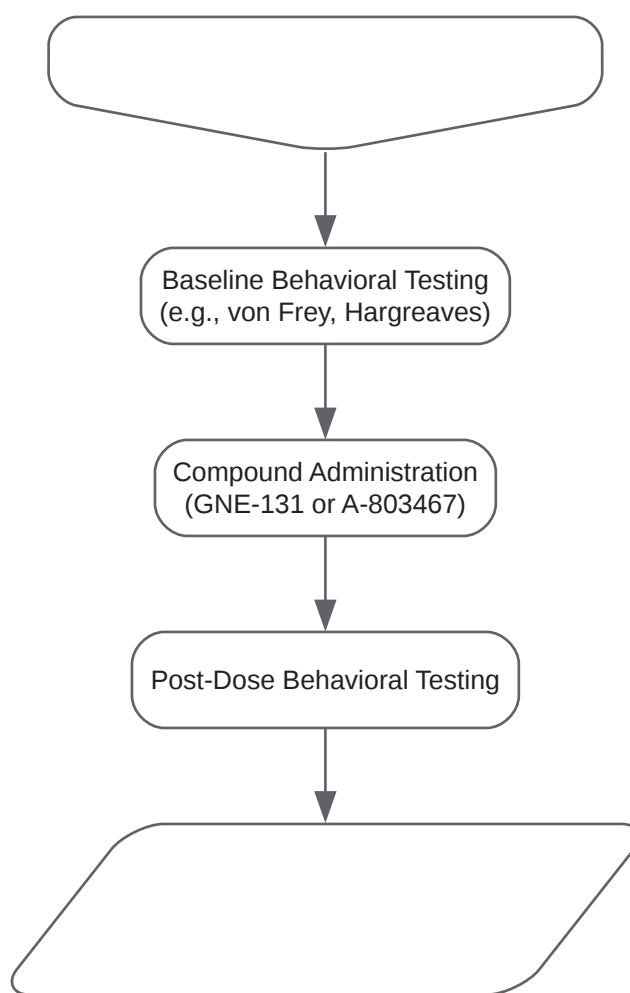 Baseline Behavioral Testing
(e.g., von Frey, Hargreaves)
Compound Administration
(GNE-131 or A-803467)
Post-Dose Behavioral Testing